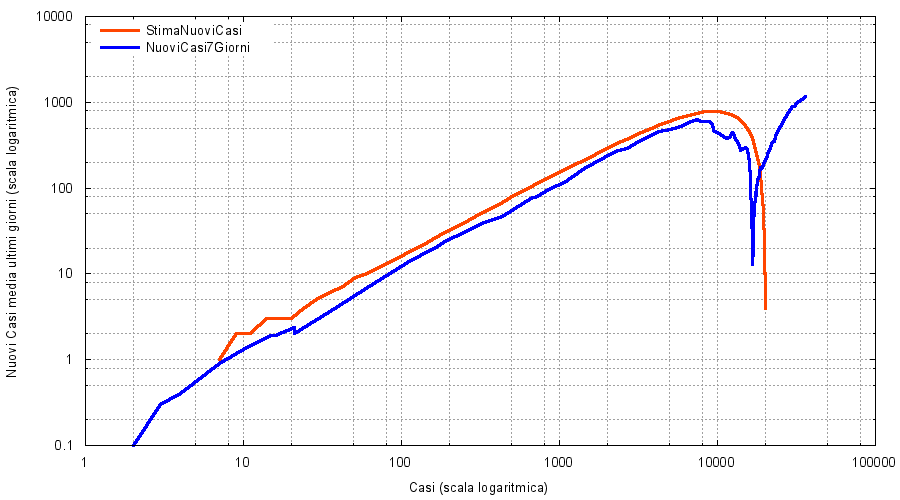 10000
1000
100
10
1
0.1
StimaNuoviCasi
NuoviCasi7Giorni
Nuovi Casi media ultimi giorni (scala logaritmica)
1 10 100 1000 10000 100000
Casi (scala logaritmica)